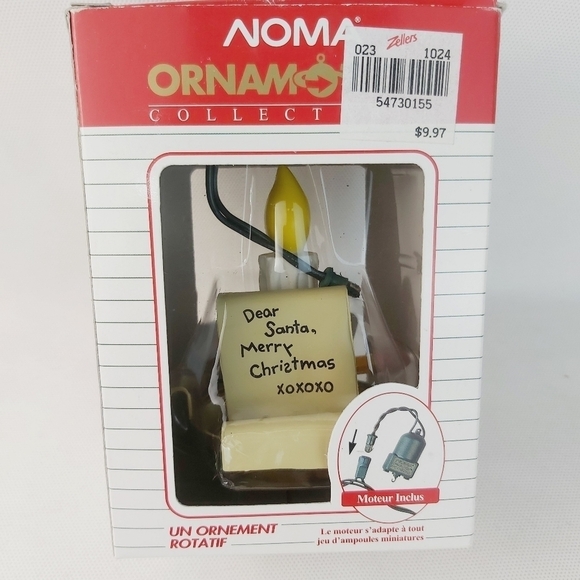 NOMA
Zellers
023 1024
54730155
$9.97
ORNAMO
COLLECT
Dear
Santa,
Merry
Christmas
xoxoxo
Moteur Inclus
UN ORNEMENT
ROTATIF
Le moteur s'adapte à tout
jeu d'ampoules miniatures